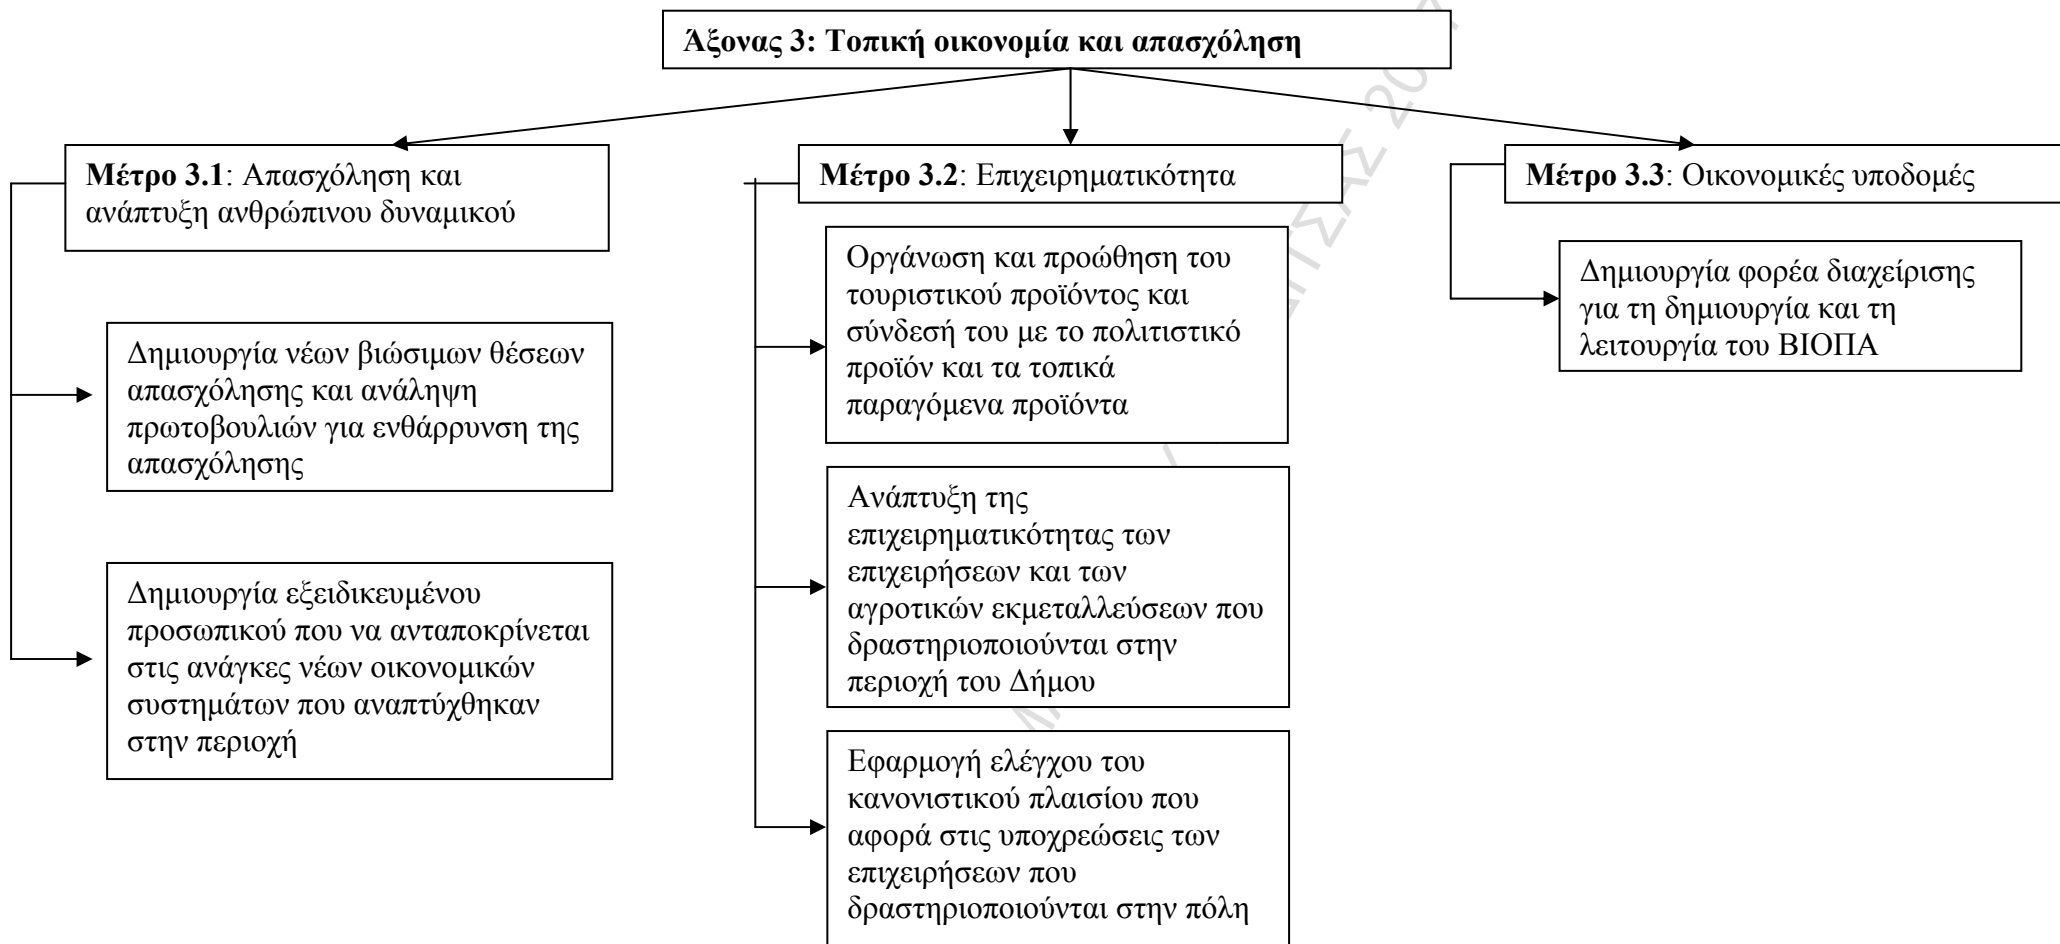 Άξονας 3: Τοπική οικονομία και απασχόληση
Μέτρο 3.1: Απασχόληση και
ανάπτυξη ανθρώπινου δυναμικού
Δημιουργία νέων βιώσιμων θέσεων
απασχόλησης και ανάληψη
πρωτοβουλιών για ενθάρρυνση της
απασχόλησης
Δημιουργία εξειδικευμένου
προσωπικού που να ανταποκρίνεται
στις ανάγκες νέων οικονομικών
συστημάτων που αναπτύχθηκαν
στην περιοχή
Μέτρο 3.2: Επιχειρηματικότητα
Οργάνωση και προώθηση του
τουριστικού προϊόντος και
σύνδεσή του με το πολιτιστικό
προϊόν και τα τοπικά
παραγόμενα προϊόντα
Ανάπτυξη της
επιχειρηματικότητας των
επιχειρήσεων και των
αγροτικών εκμεταλλεύσεων που
δραστηριοποιούνται στην
περιοχή του Δήμου
Εφαρμογή ελέγχου του
κανονιστικού πλαισίου που
αφορά στις υποχρεώσεις των
επιχειρήσεων που
δραστηριοποιούνται στην πόλη
Μέτρο 3.3: Οικονομικές υποδομές
Δημιουργία φορέα διαχείρισης
για τη δημιουργία και τη
λειτουργία του ΒΙΟΠΑ